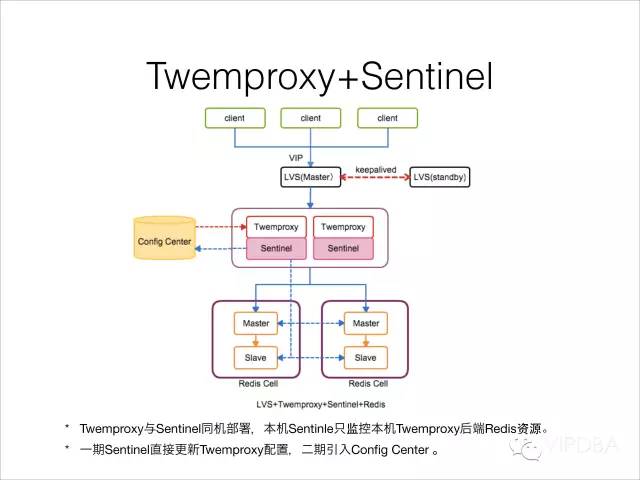 Twemproxy+Sentinel
client client client
VIP
keepalived
LVS(Master） LVS(standby)
Twemproxy Twemproxy
Config Center
Sentinel Sentinel
Master Master
Slave Slave
Redis Cell Redis Cell
LVS+Twemproxy+Sentinel+Redis
* Twemproxy与Sentinel同机部署，本机Sentinle只监控本机Twemproxy后端Redis资源。
* 一期Sentinel直接更新Twemproxy配置，二期引入Config Center 。
VIPDBA